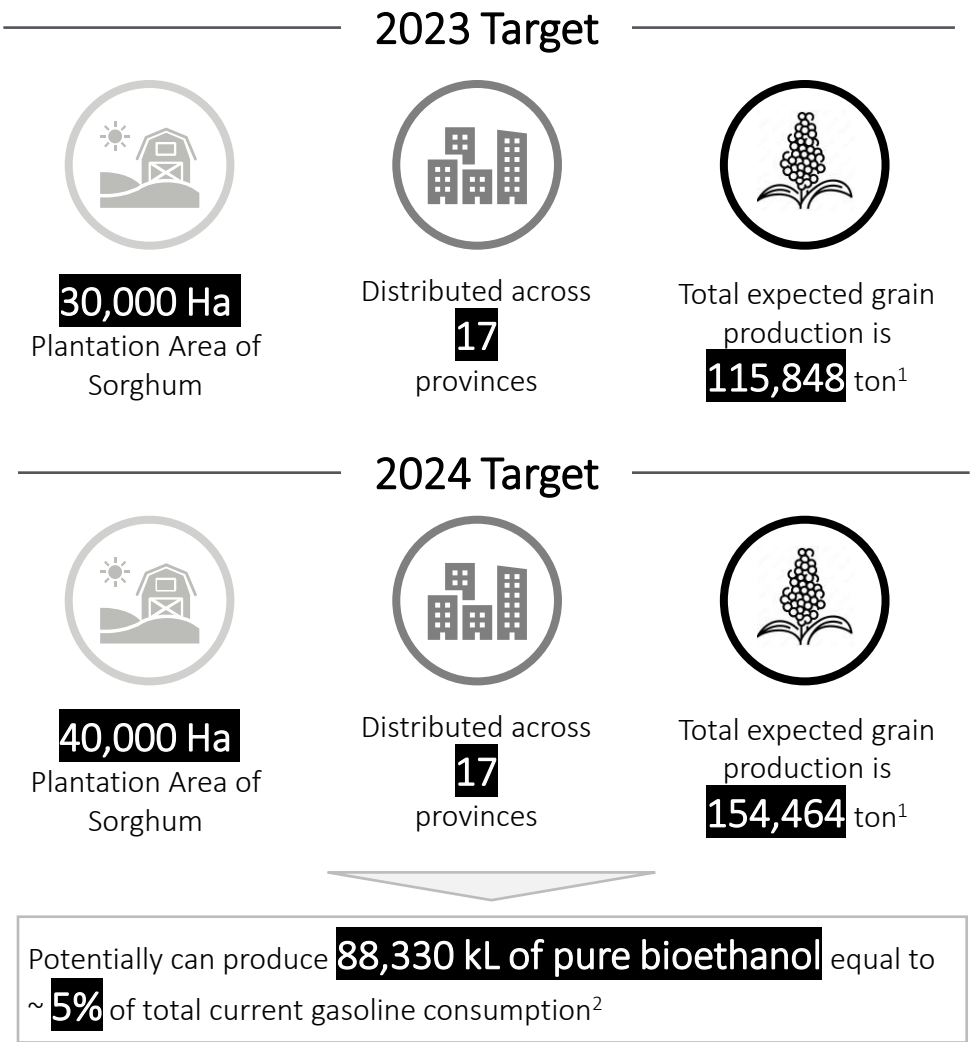 2023 Target
30,000 Ha
Plantation Area of
Sorghum
Distributed across
17
provinces
Total expected grain
production is
115,848 ton¹
2024 Target
40,000 Ha
Plantation Area of
Sorghum
Distributed across
17
provinces
Total expected grain
production is
154,464 ton¹
Potentially can produce 88,330 kL of pure bioethanol equal to
~ 5% of total current gasoline consumption²